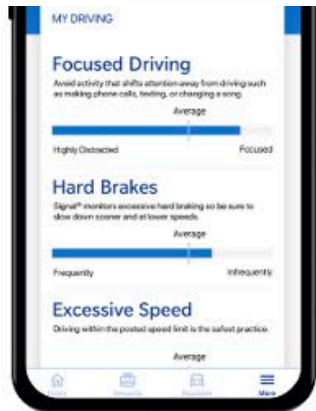 MY DRIVING
Focused Driving
Avoid activity that shifts attention away from driving such
as making phone calls, texting, or changing a song.
Average
Highly Distracted Focused
Hard Brakes
Signal® monitors excessive hard braking so be sure to
slow down sooner and at lower speeds.
Average
Frequently Infrequently
Excessive Speed
Driving within the posted speed limit is the safest practice.
Average
More